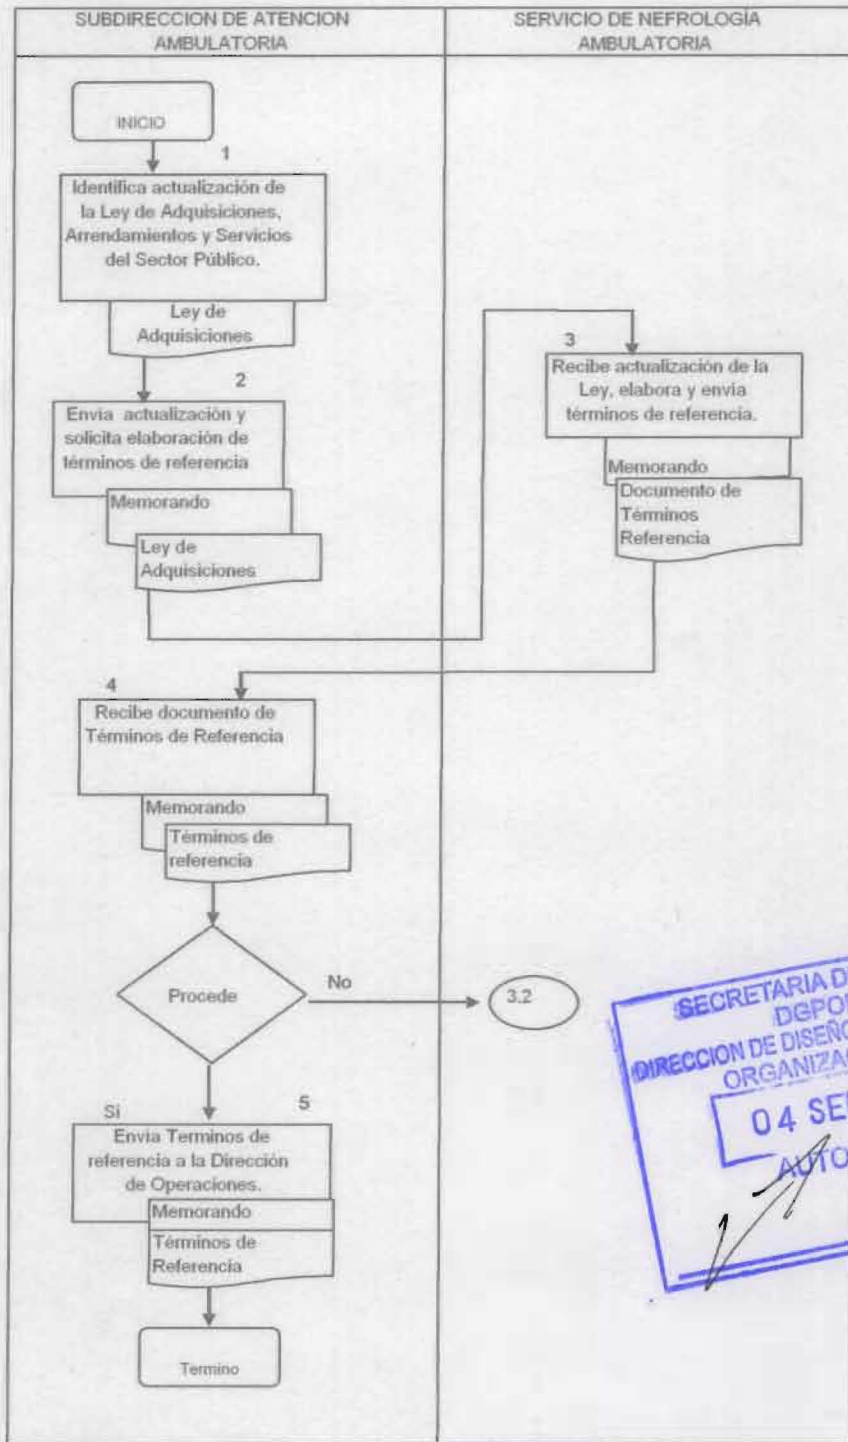 SUBDIRECCION DE ATENCION
AMBULATORIA
SERVICIO DE NEFROLOGÍA
AMBULATORIA
INICIO
1
Identifica actualización de
la Ley de Adquisiciones,
Arrendamientos y Servicios
del Sector Público.
Ley de
Adquisiciones
2
Envia actualización y
solicita elaboración de
términos de referencia
Memorando
Ley de
Adquisiciones
3
Recibe actualización de la
Ley, elabora y envia
términos de referencia.
Memorando
Documento de
Términos
Referencia
4
Recibe documento de
Términos de Referencia
Memorando
Términos de
referencia
Procede
No
3.2
Si
5
Envia Terminos de
referencia a la Dirección
de Operaciones.
Memorando
Términos de
Referencia
Termino
SECRETARIA D
DGPO
DIRECCION DE DISEÑO
ORGANIZA
04 SE
AUTO